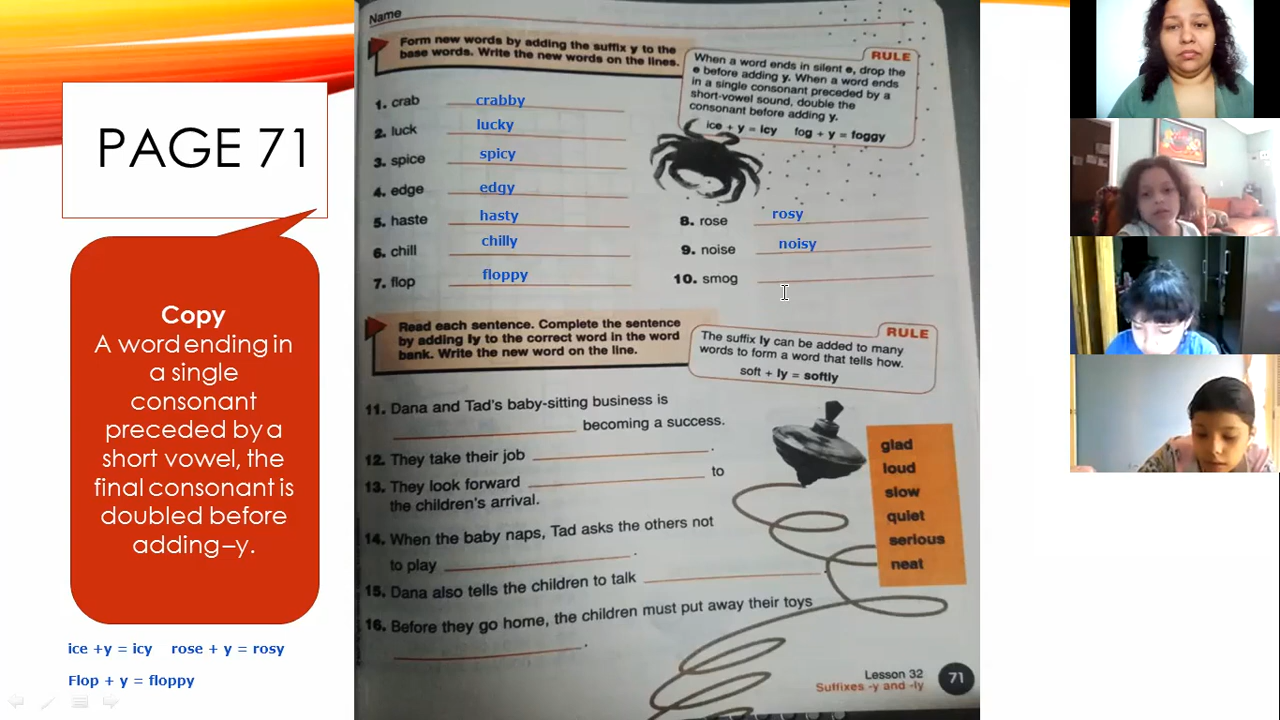 PAGE 71
Copy
A word ending in
a single
consonant
preceded by a
short vowel, the
final consonant is
doubled before
adding –y.
ice +y = icy rose + y = rosy
Flop + y = floppy
Name
Form new words by adding the suffix y to the
base words. Write the new words on the lines.
RULE
When a word ends in silent e, drop the
e before adding y. When a word ends
in a single consonant preceded by a
short-vowel sound, double the
consonant before adding y.
ice + y = icy fog + y = foggy
1. crab crabby
2. luck lucky
3. spice spicy
4. edge edgy
5. haste hasty
6. chill chilly
7. flop floppy
8. rose rosy
9. noise noisy
10. smog
Read each sentence. Complete the sentence
by adding ly to the correct word in the word
bank. Write the new word on the line.
RULE
The suffix ly can be added to many
words to form a word that tells how.
soft + ly = softly
11. Dana and Tad's baby-sitting business is
becoming a success.
12. They take their job .
13. They look forward to
the children's arrival.
14. When the baby naps, Tad asks the others not
to play .
15. Dana also tells the children to talk .
16. Before they go home, the children must put away their toys
.
glad
loud
slow
quiet
serious
neat
Lesson 32
Suffixes -y and -ly
71